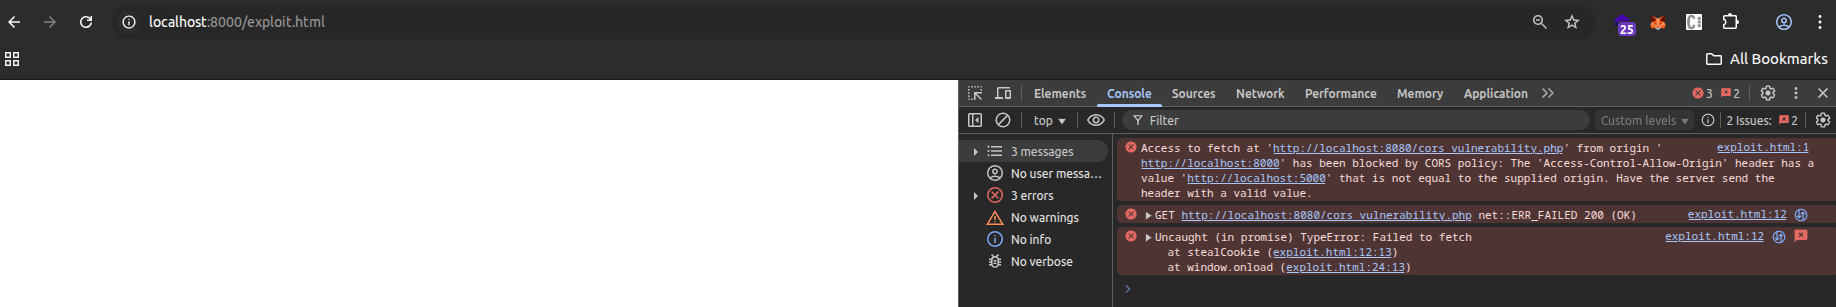 localhost:8000/exploit.html
25
All Bookmarks
Elements Console Sources Network Performance Memory Application 3 2
top Filter Custom levels 2 Issues: 2
3 messages
No user messa...
3 errors
No warnings
No info
No verbose
Access to fetch at 'http://localhost:8080/cors_vulnerability.php' from origin ' exploit.html:1
http://localhost:8000' has been blocked by CORS policy: The 'Access-Control-Allow-Origin' header has a
value 'http://localhost:5000' that is not equal to the supplied origin. Have the server send the
header with a valid value.
GET http://localhost:8080/cors_vulnerability.php net::ERR_FAILED 200 (OK) exploit.html:12
Uncaught (in promise) TypeError: Failed to fetch exploit.html:12
at stealCookie (exploit.html:12:13)
at window.onload (exploit.html:24:13)